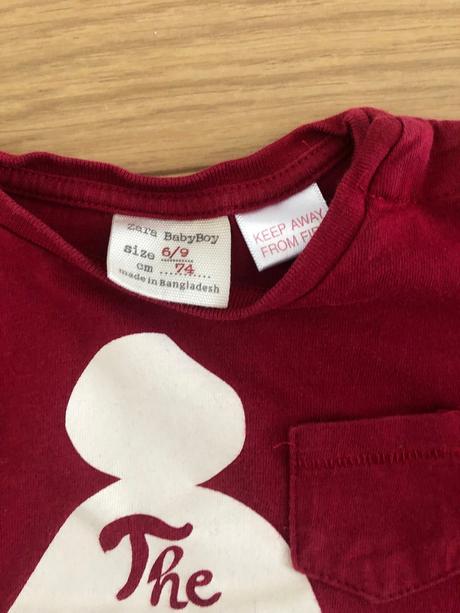 Zara BabyBoy
size 6/9
cm 74
made in Bangladesh
KEEP AWAY
FROM FI
The